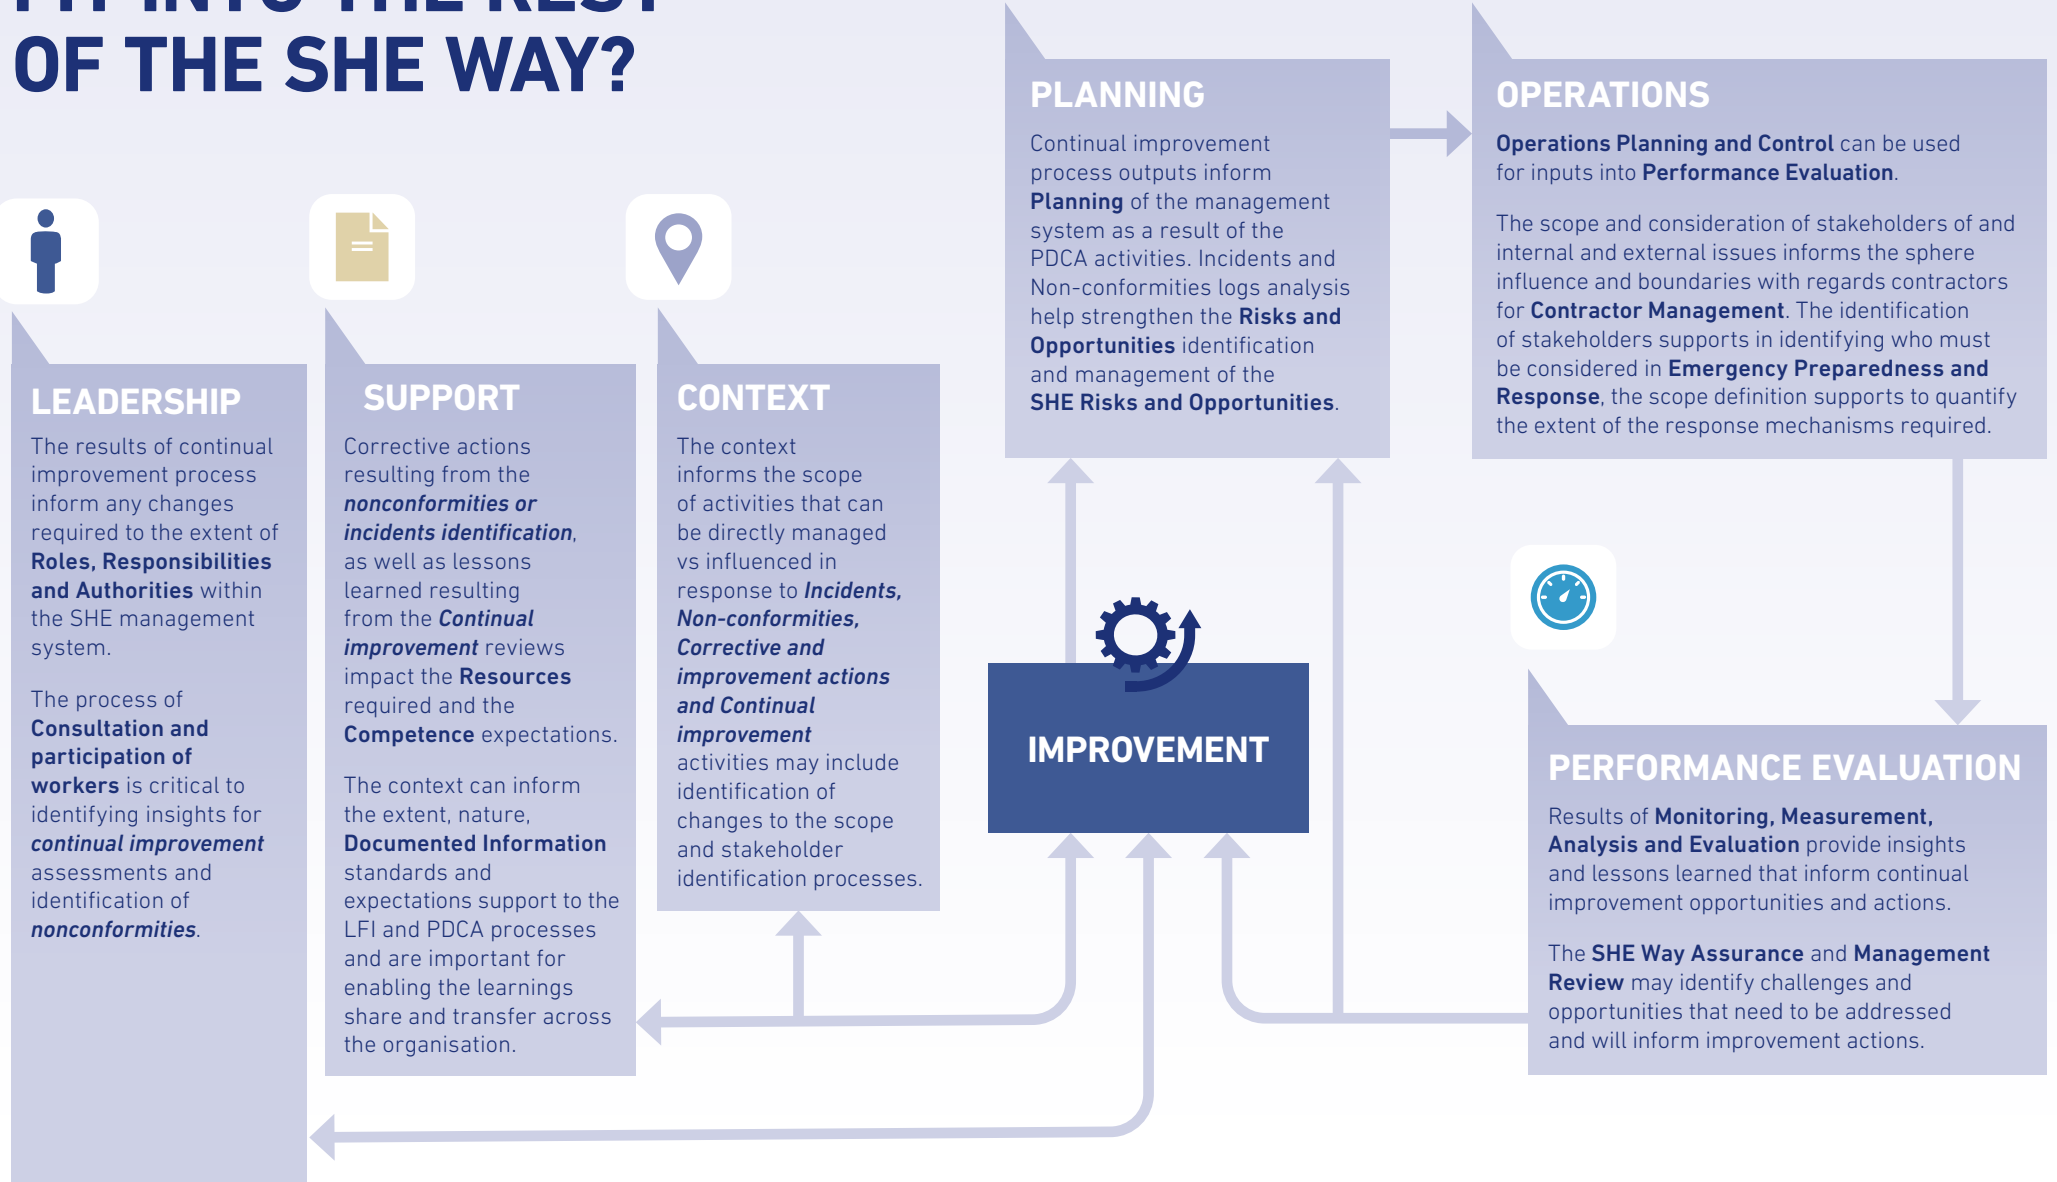 FIT INTO THE REST
OF THE SHE WAY?
LEADERSHIP
The results of continual
improvement process
inform any changes
required to the extent of
Roles, Responsibilities
and Authorities within
the SHE management
system.
The process of
Consultation and
participation of
workers is critical to
identifying insights for
continual improvement
assessments and
identification of
nonconformities.
SUPPORT
Corrective actions
resulting from the
nonconformities or
incidents identification,
as well as lessons
learned resulting
from the Continual
improvement reviews
impact the Resources
required and the
Competence expectations.
The context can inform
the extent, nature,
Documented Information
standards and
expectations support to the
LFI and PDCA processes
and are important for
enabling the learnings
share and transfer across
the organisation.
CONTEXT
The context
informs the scope
of activities that can
be directly managed
vs influenced in
response to Incidents,
Non-conformities,
Corrective and
improvement actions
and Continual
improvement
activities may include
identification of
changes to the scope
and stakeholder
identification processes.
PLANNING
Continual improvement
process outputs inform
Planning of the management
system as a result of the
PDCA activities. Incidents and
Non-conformities logs analysis
help strengthen the Risks and
Opportunities identification
and management of the
SHE Risks and Opportunities.
OPERATIONS
Operations Planning and Control can be used
for inputs into Performance Evaluation.
The scope and consideration of stakeholders of and
internal and external issues informs the sphere
influence and boundaries with regards contractors
for Contractor Management. The identification
of stakeholders supports in identifying who must
be considered in Emergency Preparedness and
Response, the scope definition supports to quantify
the extent of the response mechanisms required.
IMPROVEMENT
PERFORMANCE EVALUATION
Results of Monitoring, Measurement,
Analysis and Evaluation provide insights
and lessons learned that inform continual
improvement opportunities and actions.
The SHE Way Assurance and Management
Review may identify challenges and
opportunities that need to be addressed
and will inform improvement actions.